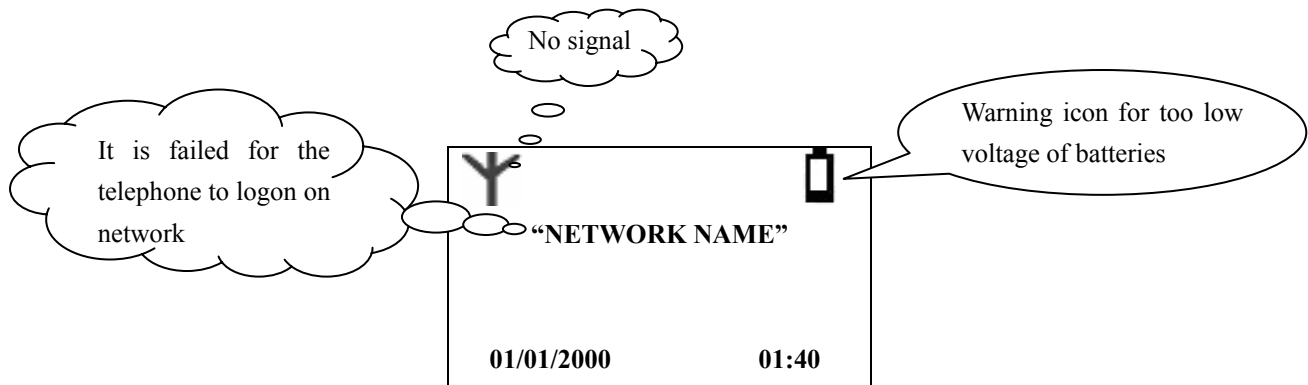 No signal
It is failed for the
telephone to logon on
network
Warning icon for too low
voltage of batteries
“NETWORK NAME”
01/01/2000 01:40